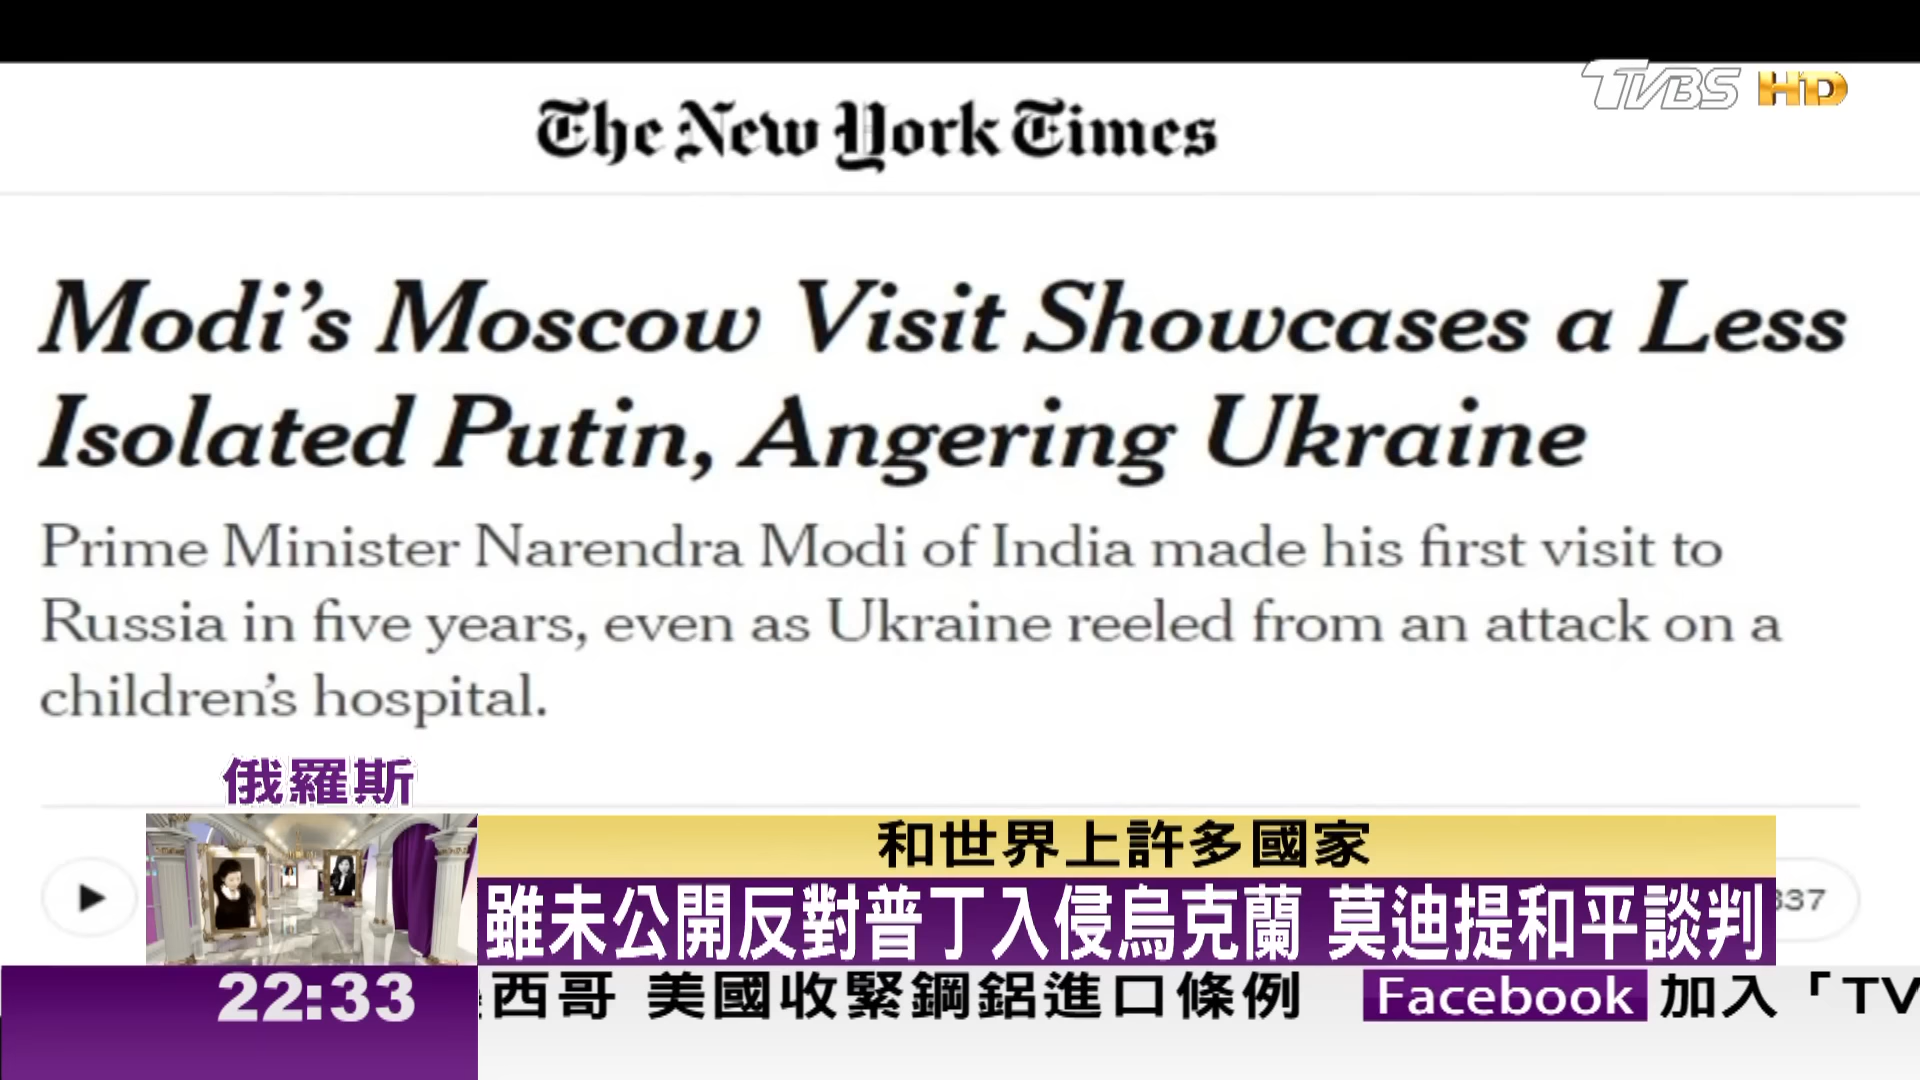 TVBS HD
The New York Times
Modi's Moscow Visit Showcases a Less
Isolated Putin, Angering Ukraine
Prime Minister Narendra Modi of India made his first visit to
Russia in five years, even as Ukraine reeled from an attack on a
children's hospital.
俄羅斯
和世界上許多國家
337
雖未公開反對普丁入侵烏克蘭 莫迪提和平談判
22:33
西哥 美國收緊鋼鋁進口條例 Facebook 加入「TV